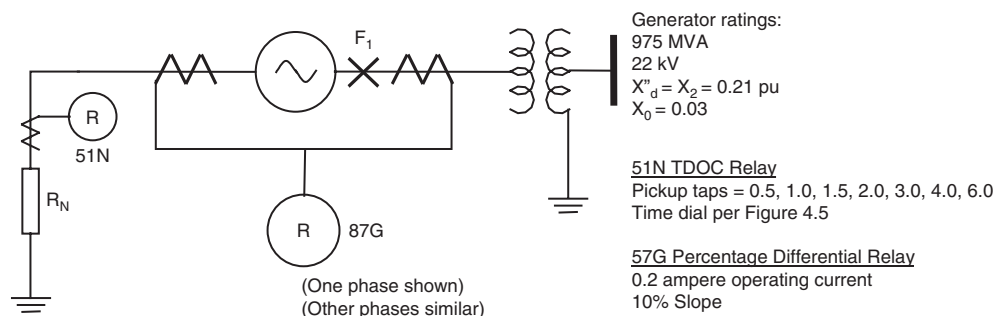 F1
R
51N
RN
R
87G
(One phase shown)
(Other phases similar)
Generator ratings:
975 MVA
22 kV
X"d = X2 = 0.21 pu
X0 = 0.03
51N TDOC Relay
Pickup taps = 0.5, 1.0, 1.5, 2.0, 3.0, 4.0, 6.0
Time dial per Figure 4.5
57G Percentage Differential Relay
0.2 ampere operating current
10% Slope